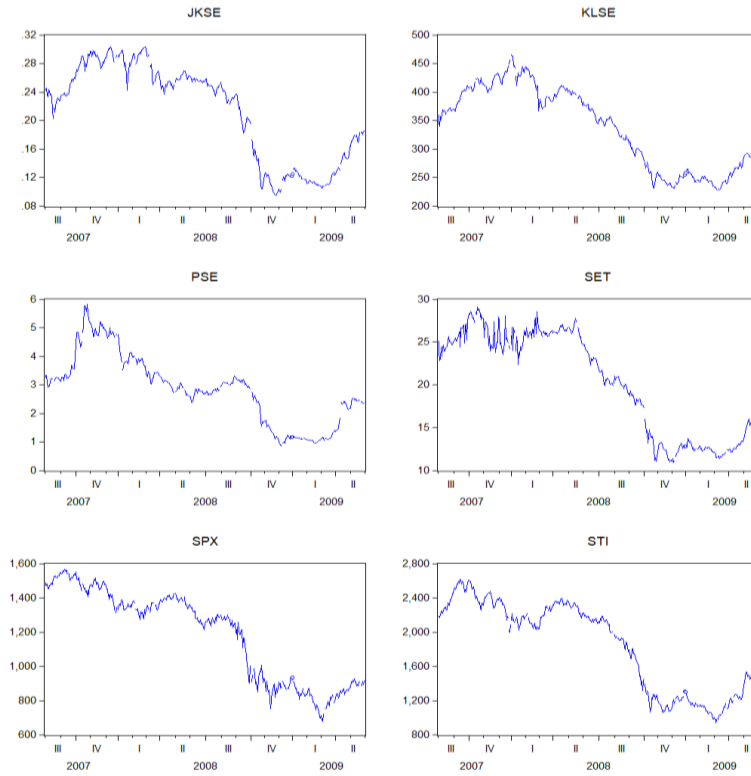 JKSE
.32
.28
.24
.20
.16
.12
.08
III IV I II III IV I II
2007 2008 2009
KLSE
500
450
400
350
300
250
200
III IV I II III IV I II
2007 2008 2009
PSE
6
5
4
3
2
1
0
III IV I II III IV I II
2007 2008 2009
SET
30
25
20
15
10
III IV I II III IV I II
2007 2008 2009
SPX
1,600
1,400
1,200
1,000
800
600
III IV I II III IV I II
2007 2008 2009
STI
2,800
2,400
2,000
1,600
1,200
800
III IV I II III IV I II
2007 2008 2009